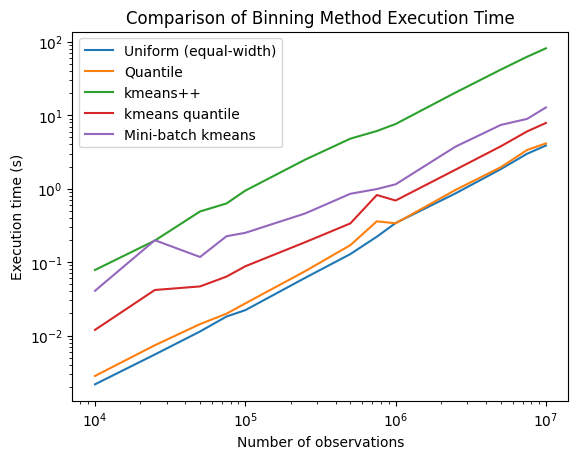 Comparison of Binning Method Execution Time
Uniform (equal-width)
Quantile
kmeans++
kmeans quantile
Mini-batch kmeans
Execution time (s)
10²
10¹
10⁰
10⁻¹
10⁻²
10⁴ 10⁵ 10⁶ 10⁷
Number of observations